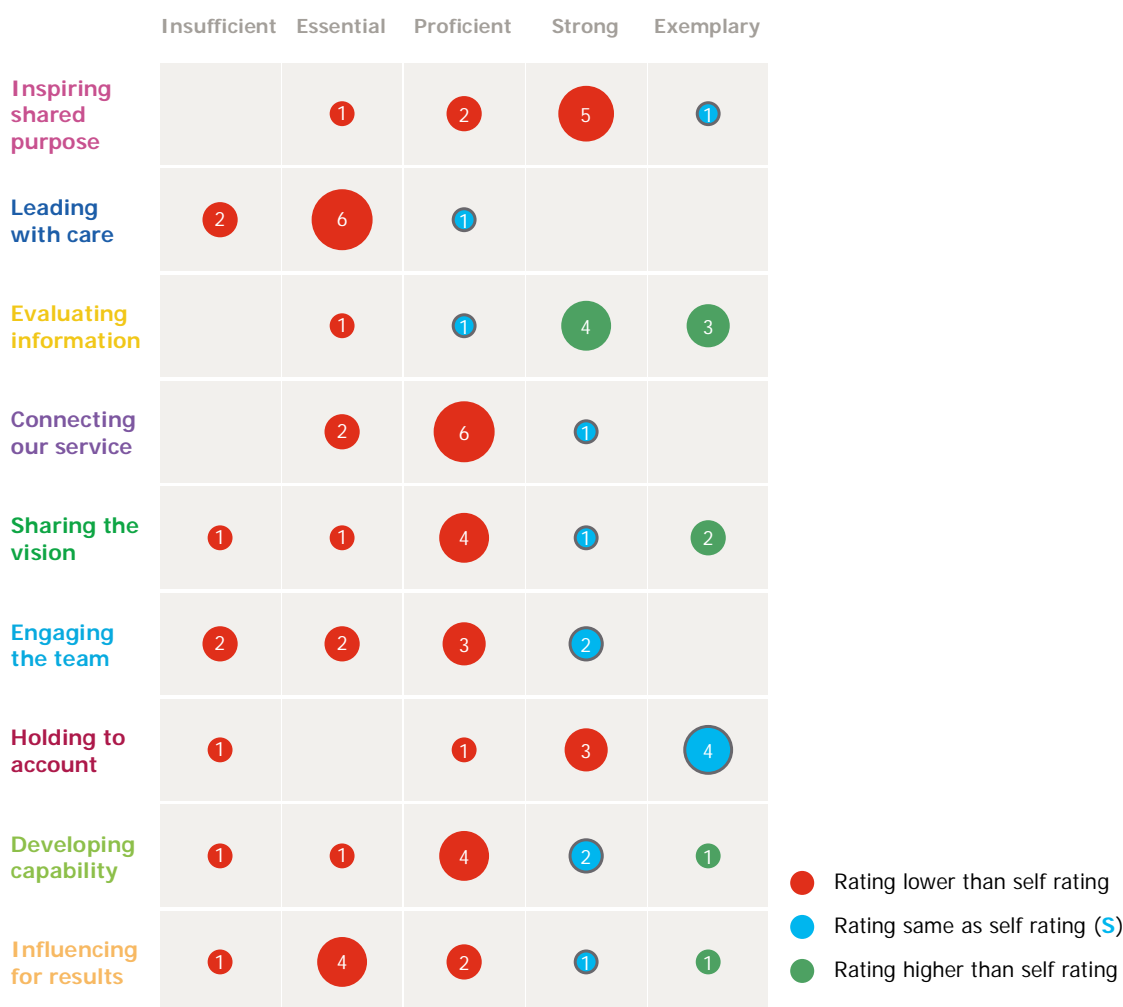 Insufficient Essential Proficient Strong Exemplary
Inspiring
shared
purpose
1 2 5 1
Leading
with care
2 6 1
Evaluating
information
1 1 4 3
Connecting
our service
2 6 1
Sharing the
vision
1 1 4 1 2
Engaging
the team
2 2 3 2
Holding to
account
1 1 3 4
Developing
capability
1 1 4 2 1
Influencing
for results
1 4 2 1 1
Rating lower than self rating
Rating same as self rating (S)
Rating higher than self rating